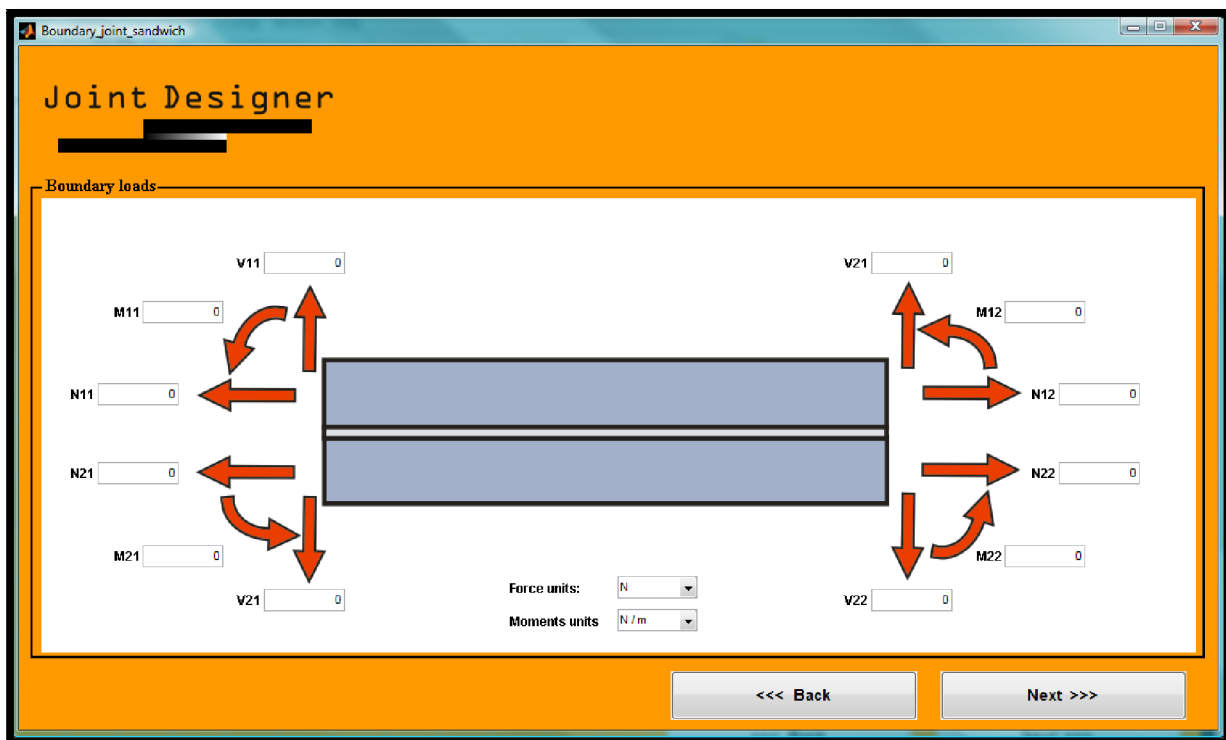 Boundary_joint_sandwich
Joint Designer
Boundary loads
V11 0
V21 0
M11 0
M12 0
N11 0
N12 0
N21 0
N22 0
M21 0
M22 0
Force units: N
V21 0
V22 0
Moments units N / m
<<< Back
Next >>>